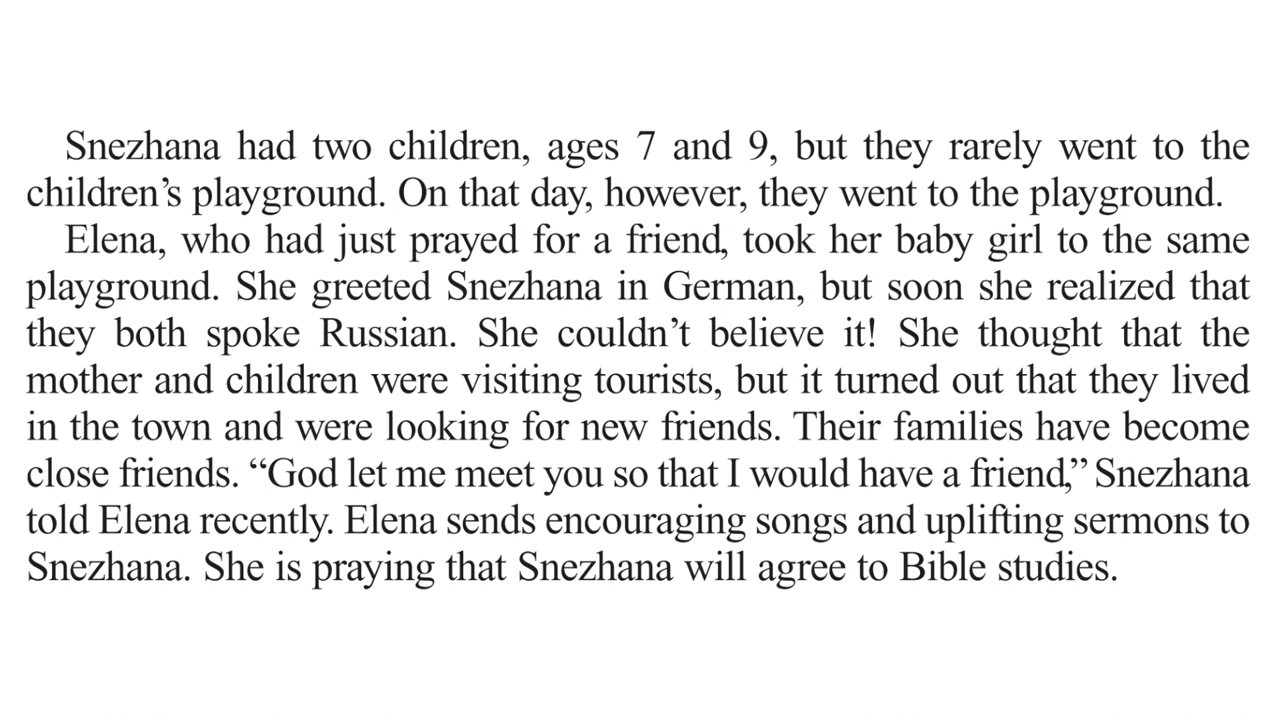 Snezhana had two children, ages 7 and 9, but they rarely went to the
children’s playground. On that day, however, they went to the playground.
Elena, who had just prayed for a friend, took her baby girl to the same
playground. She greeted Snezhana in German, but soon she realized that
they both spoke Russian. She couldn’t believe it! She thought that the
mother and children were visiting tourists, but it turned out that they lived
in the town and were looking for new friends. Their families have become
close friends. “God let me meet you so that I would have a friend,” Snezhana
told Elena recently. Elena sends encouraging songs and uplifting sermons to
Snezhana. She is praying that Snezhana will agree to Bible studies.